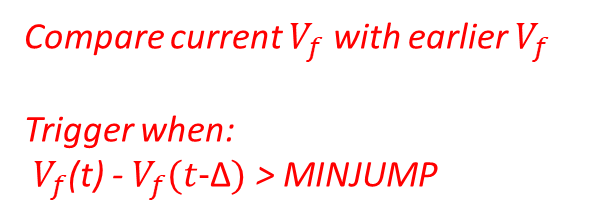 Compare current V_f with earlier V_f
Trigger when:
V_f(t) - V_f(t-Δ) > MINJUMP